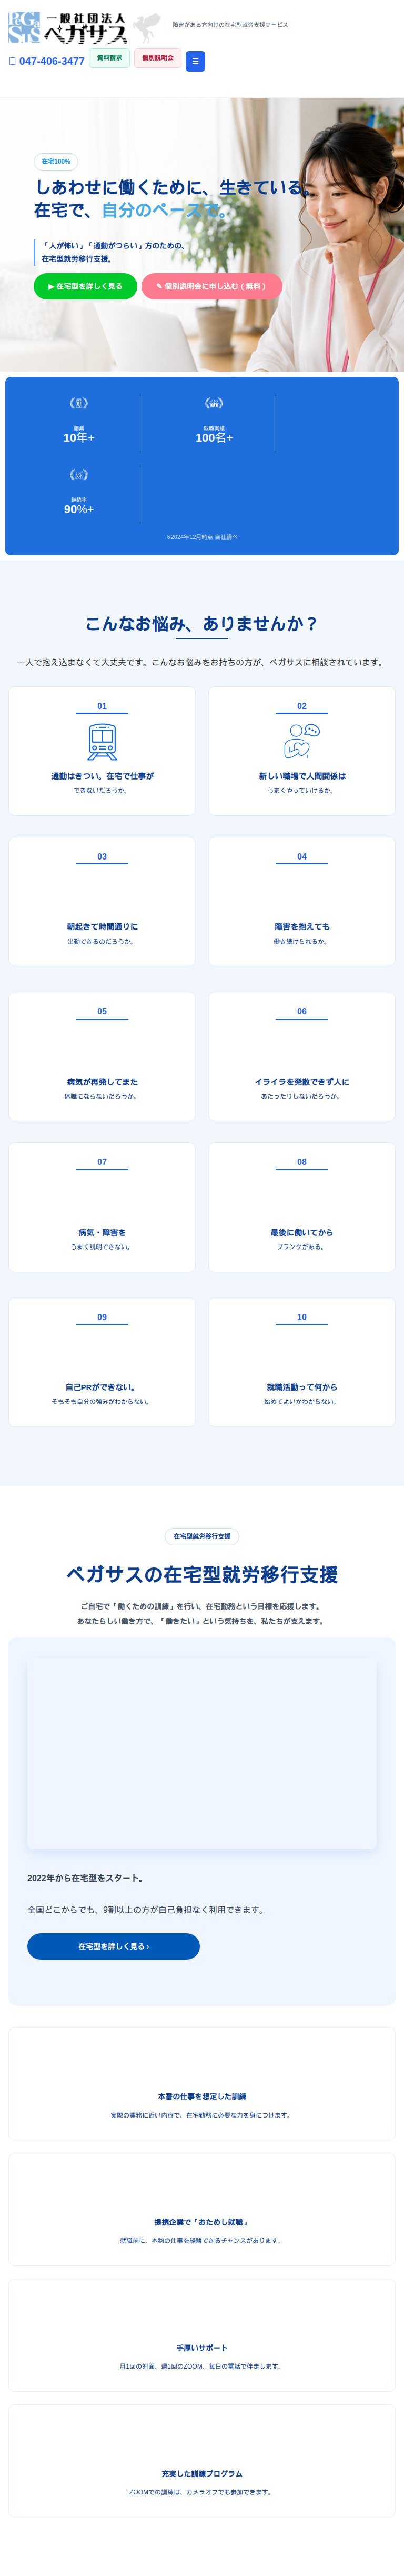 PEGASUS
一般社団法人
ペガサス
障害がある方向けの在宅型就労支援サービス
047-406-3477
資料請求
個別説明会
☰
在宅100%
しあわせに働くために、生きている。
在宅で、自分のペースで。
「人が怖い」「通勤がつらい」方のための、
在宅型就労移行支援。
▶ 在宅型を詳しく見る
✎ 個別説明会に申し込む（無料）
創業
10年+
就職実績
100名+
継続率
90%+
※2024年12月時点 自社調べ
こんなお悩み、ありませんか？
一人で抱え込まなくて大丈夫です。こんなお悩みをお持ちの方が、ペガサスに相談されています。
01
通勤はきつい。在宅で仕事が
できないだろうか。
02
新しい職場で人間関係は
うまくやっていけるか。
03
朝起きて時間通りに
出勤できるのだろうか。
04
障害を抱えても
働き続けられるか。
05
病気が再発してまた
休職にならないだろうか。
06
イライラを発散できず人に
あたったりしないだろうか。
07
病気・障害を
うまく説明できない。
08
最後に働いてから
ブランクがある。
09
自己PRができない。
そもそも自分の強みがわからない。
10
就職活動って何から
始めてよいかわからない。
在宅型就労移行支援
ペガサスの在宅型就労移行支援
ご自宅で「働くための訓練」を行い、在宅勤務という目標を応援します。
あなたらしい働き方で、「働きたい」という気持ちを、私たちが支えます。
2022年から在宅型をスタート。
全国どこからでも、9割以上の方が自己負担なく利用できます。
在宅型を詳しく見る ›
本番の仕事を想定した訓練
実際の業務に近い内容で、在宅勤務に必要な力を身につけます。
提携企業で「おためし就職」
就職前に、本物の仕事を経験できるチャンスがあります。
手厚いサポート
月1回の対面、週1回のZOOM、毎日の電話で伴走します。
充実した訓練プログラム
ZOOMでの訓練は、カメラオフでも参加できます。